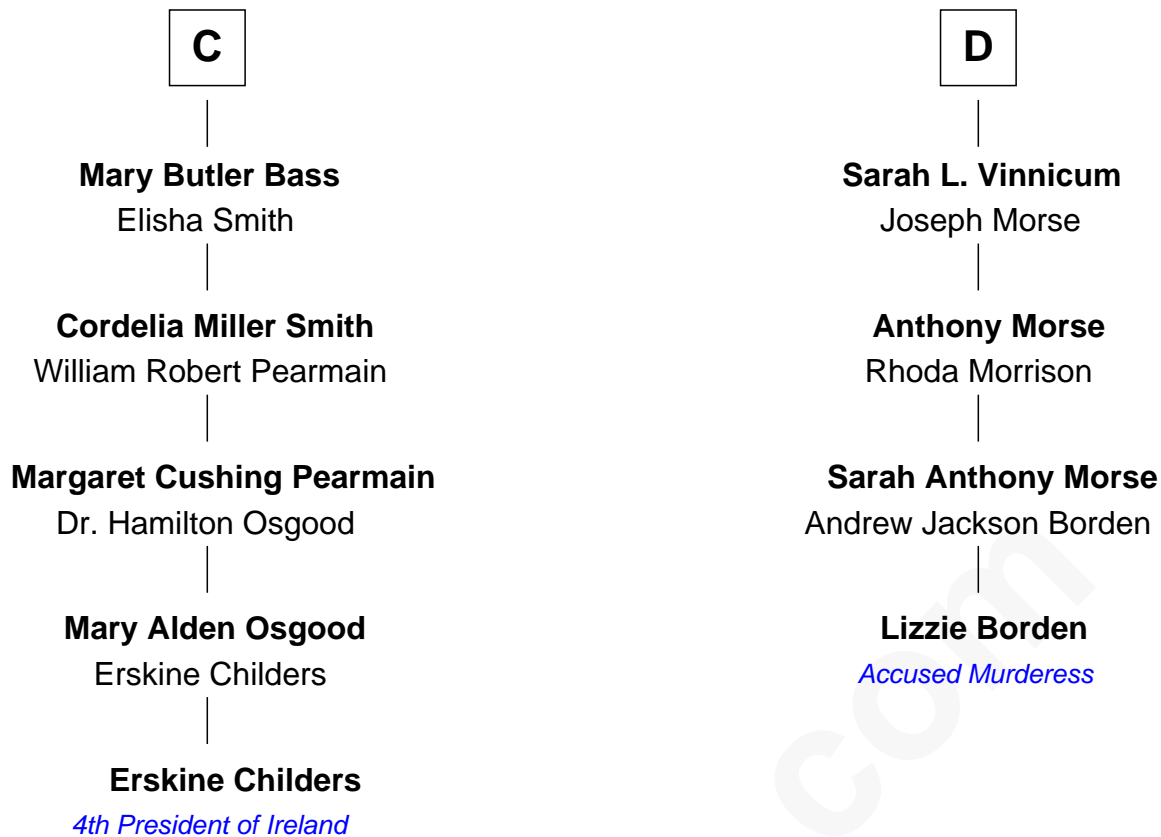 C
Mary Butler Bass
Elisha Smith
Cordelia Miller Smith
William Robert Pearmain
Margaret Cushing Pearmain
Dr. Hamilton Osgood
Mary Alden Osgood
Erskine Childers
Erskine Childers
4th President of Ireland
D
Sarah L. Vinnicum
Joseph Morse
Anthony Morse
Rhoda Morrison
Sarah Anthony Morse
Andrew Jackson Borden
Lizzie Borden
Accused Murderess
com